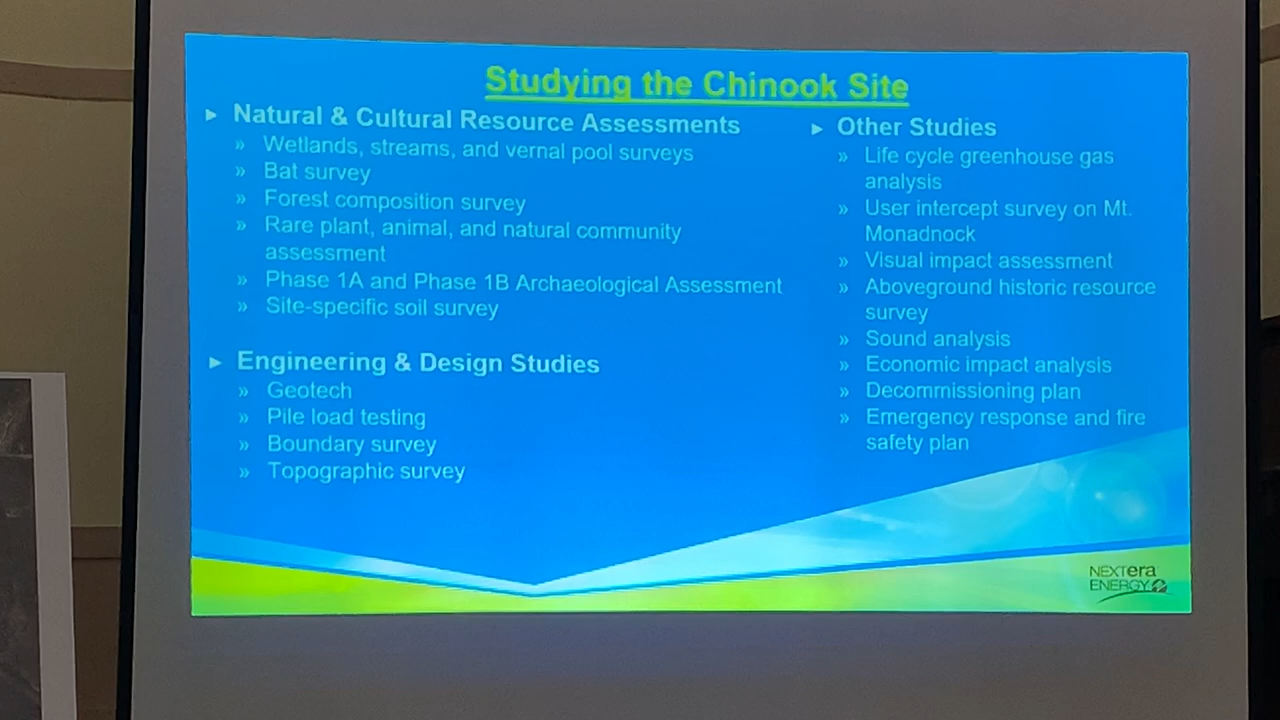 Studying the Chinook Site
► Natural & Cultural Resource Assessments
» Wetlands, streams, and vernal pool surveys
» Bat survey
» Forest composition survey
» Rare plant, animal, and natural community
assessment
» Phase 1A and Phase 1B Archaeological Assessment
» Site-specific soil survey
► Engineering & Design Studies
» Geotech
» Pile load testing
» Boundary survey
» Topographic survey
► Other Studies
» Life cycle greenhouse gas
analysis
» User intercept survey on Mt.
Monadnock
» Visual impact assessment
» Aboveground historic resource
survey
» Sound analysis
» Economic impact analysis
» Decommissioning plan
» Emergency response and fire
safety plan
NEXTera
ENERGY